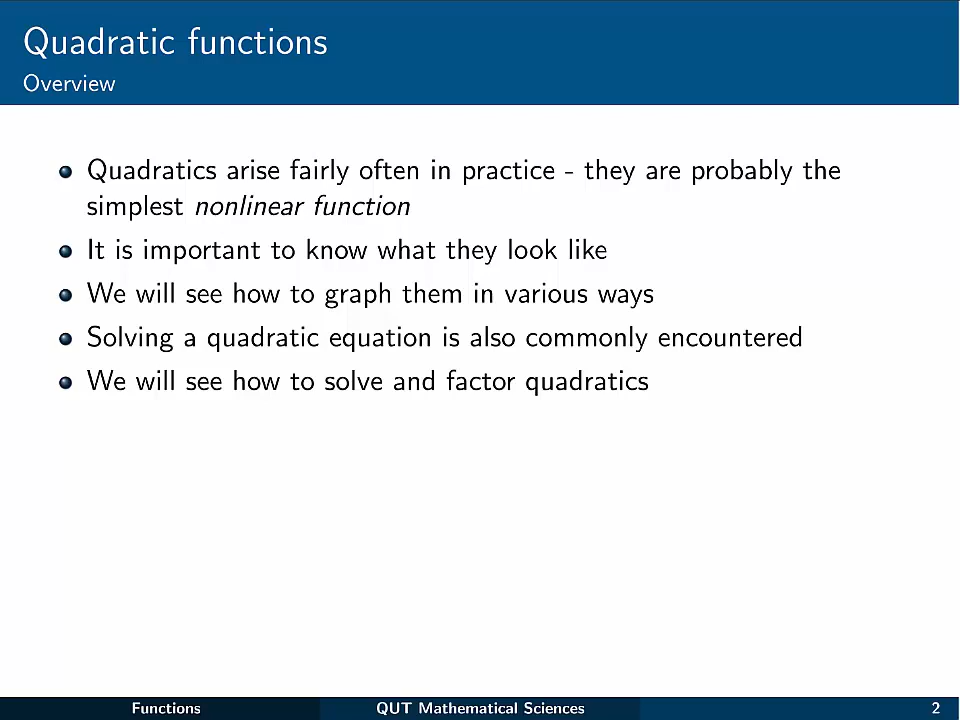 Quadratic functions
Overview
Quadratics arise fairly often in practice - they are probably the
simplest nonlinear function
It is important to know what they look like
We will see how to graph them in various ways
Solving a quadratic equation is also commonly encountered
We will see how to solve and factor quadratics
Functions
QUT Mathematical Sciences
2